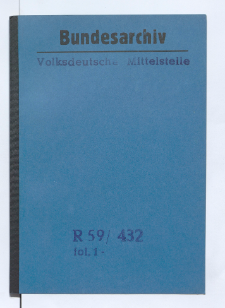 Bundesarchiv
Volksdeutsche Mittelstelle
R 59/ 432
fol. 1-